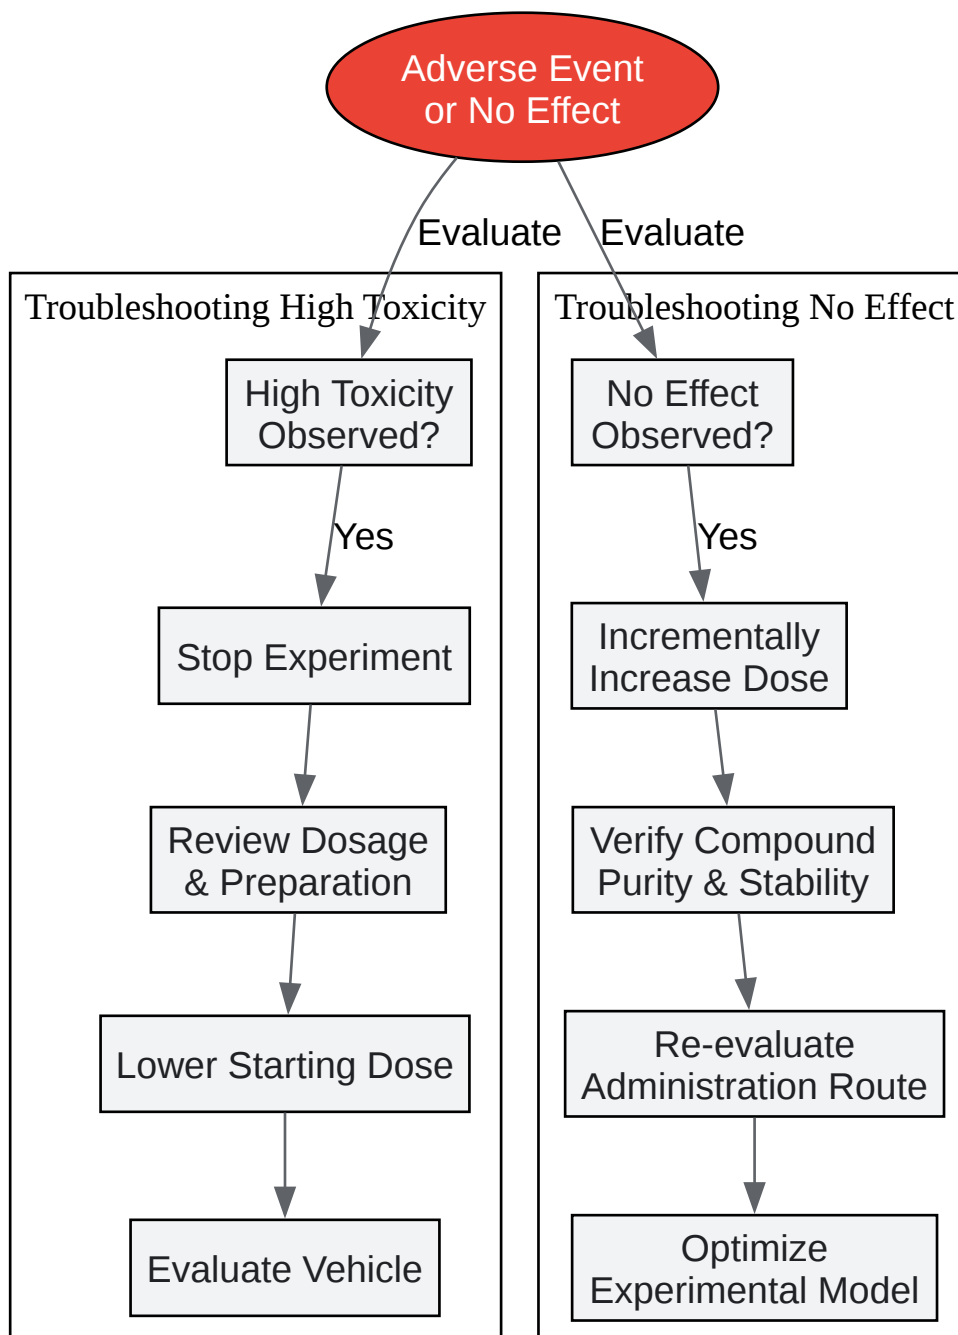 Adverse Event
or No Effect
Evaluate
Evaluate
Troubleshooting High Toxicity
High Toxicity
Observed?
Yes
Stop Experiment
Review Dosage
& Preparation
Lower Starting Dose
Evaluate Vehicle
Troubleshooting No Effect
No Effect
Observed?
Yes
Incrementally
Increase Dose
Verify Compound
Purity & Stability
Re-evaluate
Administration Route
Optimize
Experimental Model